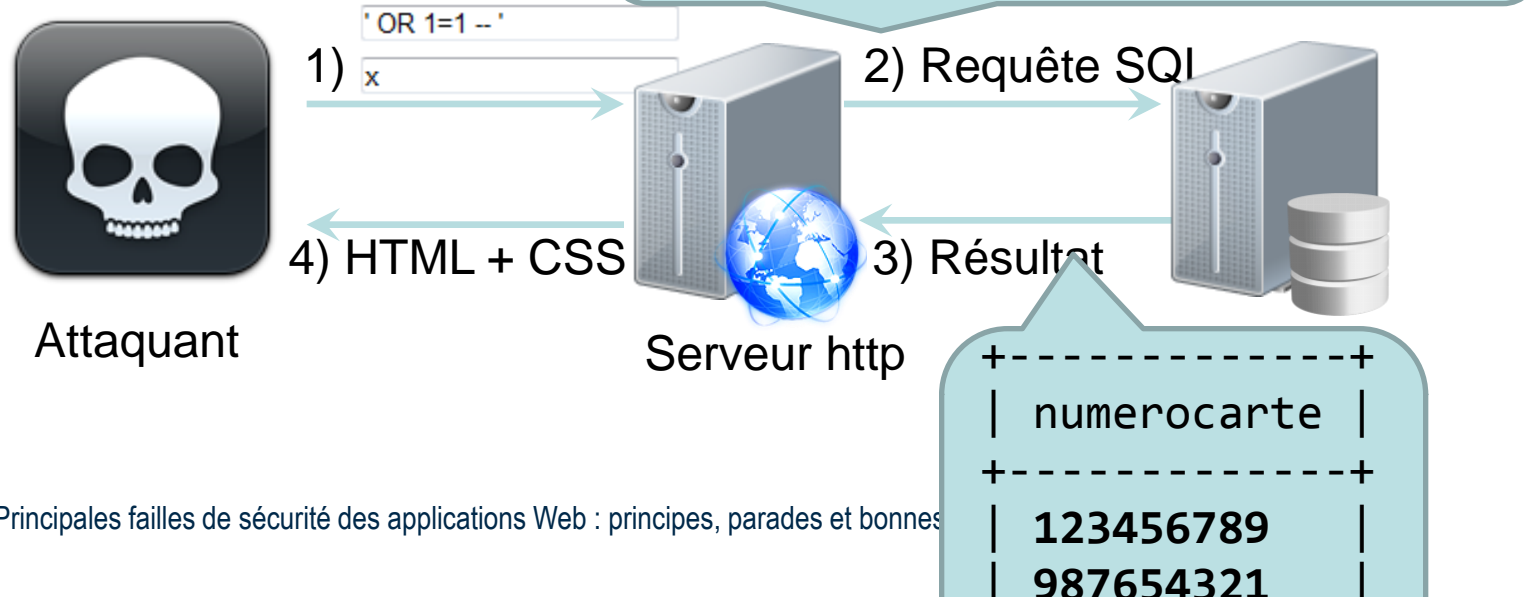 ' OR 1=1 -- '
1)
x
2) Requête SQL
4) HTML + CSS
3) Résultat
Attaquant
Serveur http
+-------------+
| numerocarte |
+-------------+
| 123456789 |
| 987654321 |
Principales failles de sécurité des applications Web : principes, parades et bonnes